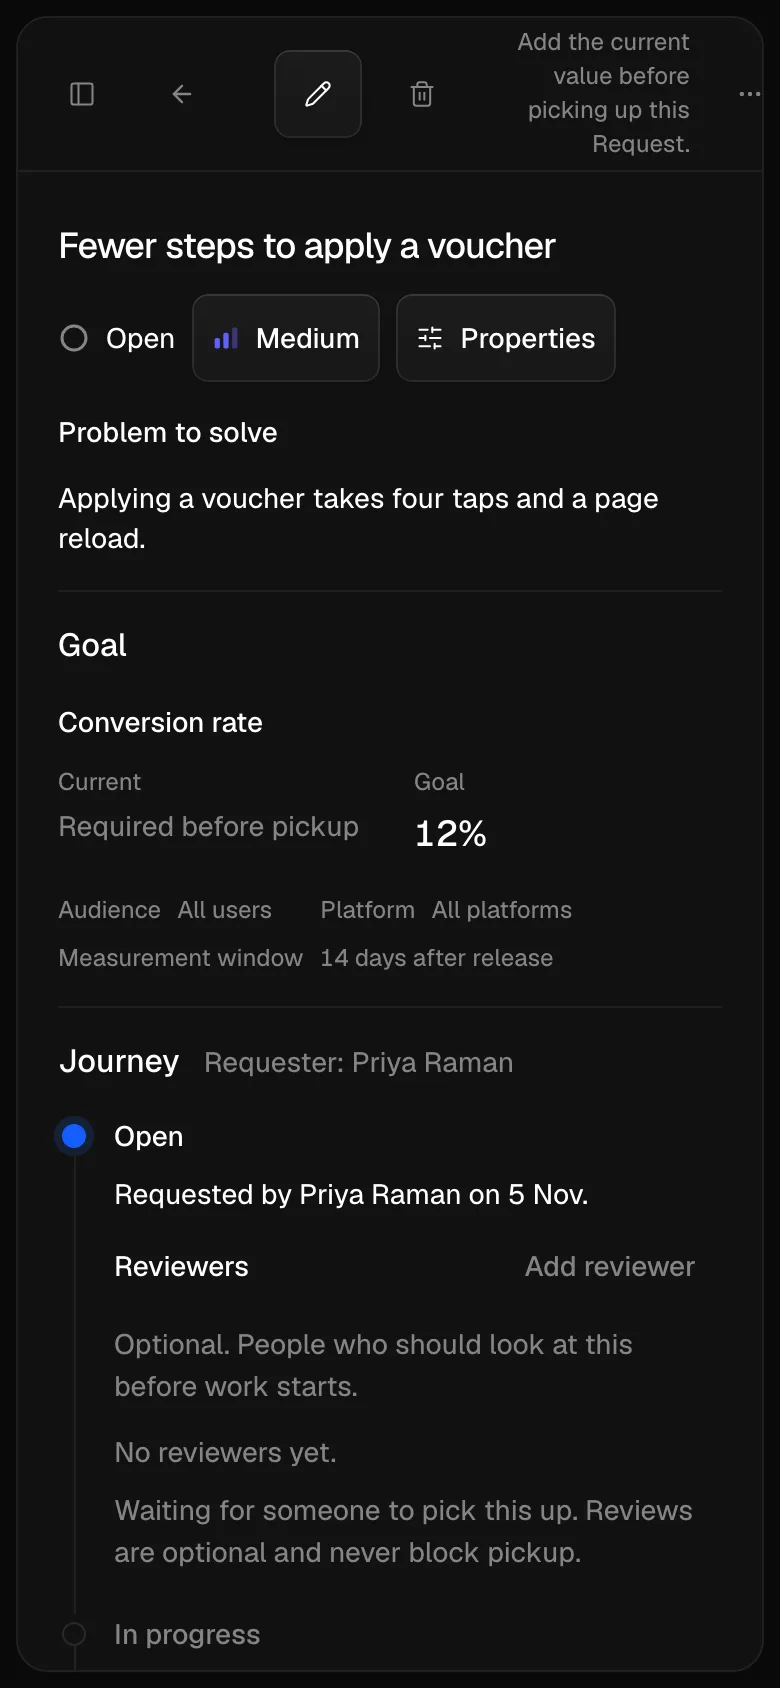 Add the current
value before
picking up this
Request.
Fewer steps to apply a voucher
Open
Medium
Properties
Problem to solve
Applying a voucher takes four taps and a page
reload.
Goal
Conversion rate
Current
Goal
Required before pickup
12%
Audience All users Platform All platforms
Measurement window 14 days after release
Journey Requester: Priya Raman
Open
Requested by Priya Raman on 5 Nov.
Reviewers
Add reviewer
Optional. People who should look at this
before work starts.
No reviewers yet.
Waiting for someone to pick this up. Reviews
are optional and never block pickup.
In progress